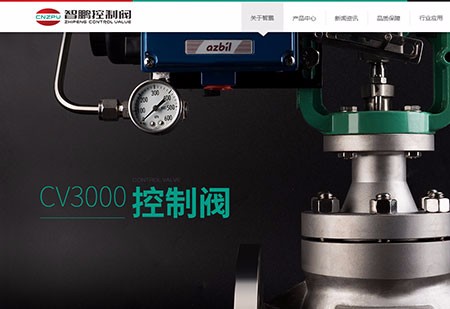 CNZPU
智鹏控制阀
ZHIPENG CONTROL VALVE
关于智鹏
产品中心
新闻资讯
品质保障
行业应用
azbil
CONTROL VALVE
CV3000 控制阀